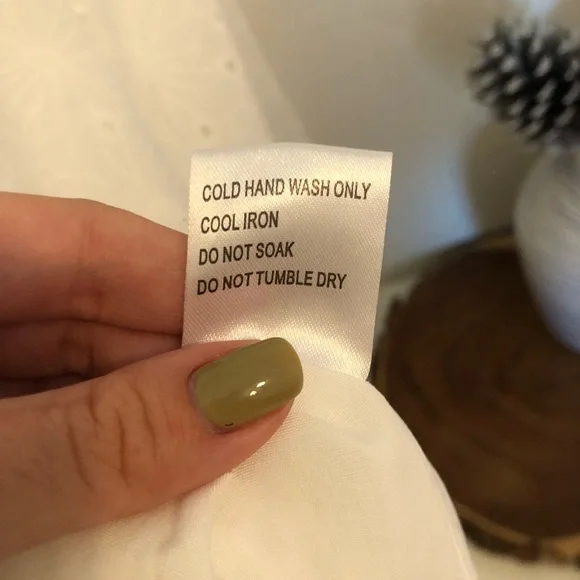 COLD HAND WASH ONLY
COOL IRON
DO NOT SOAK
DO NOT TUMBLE DRY